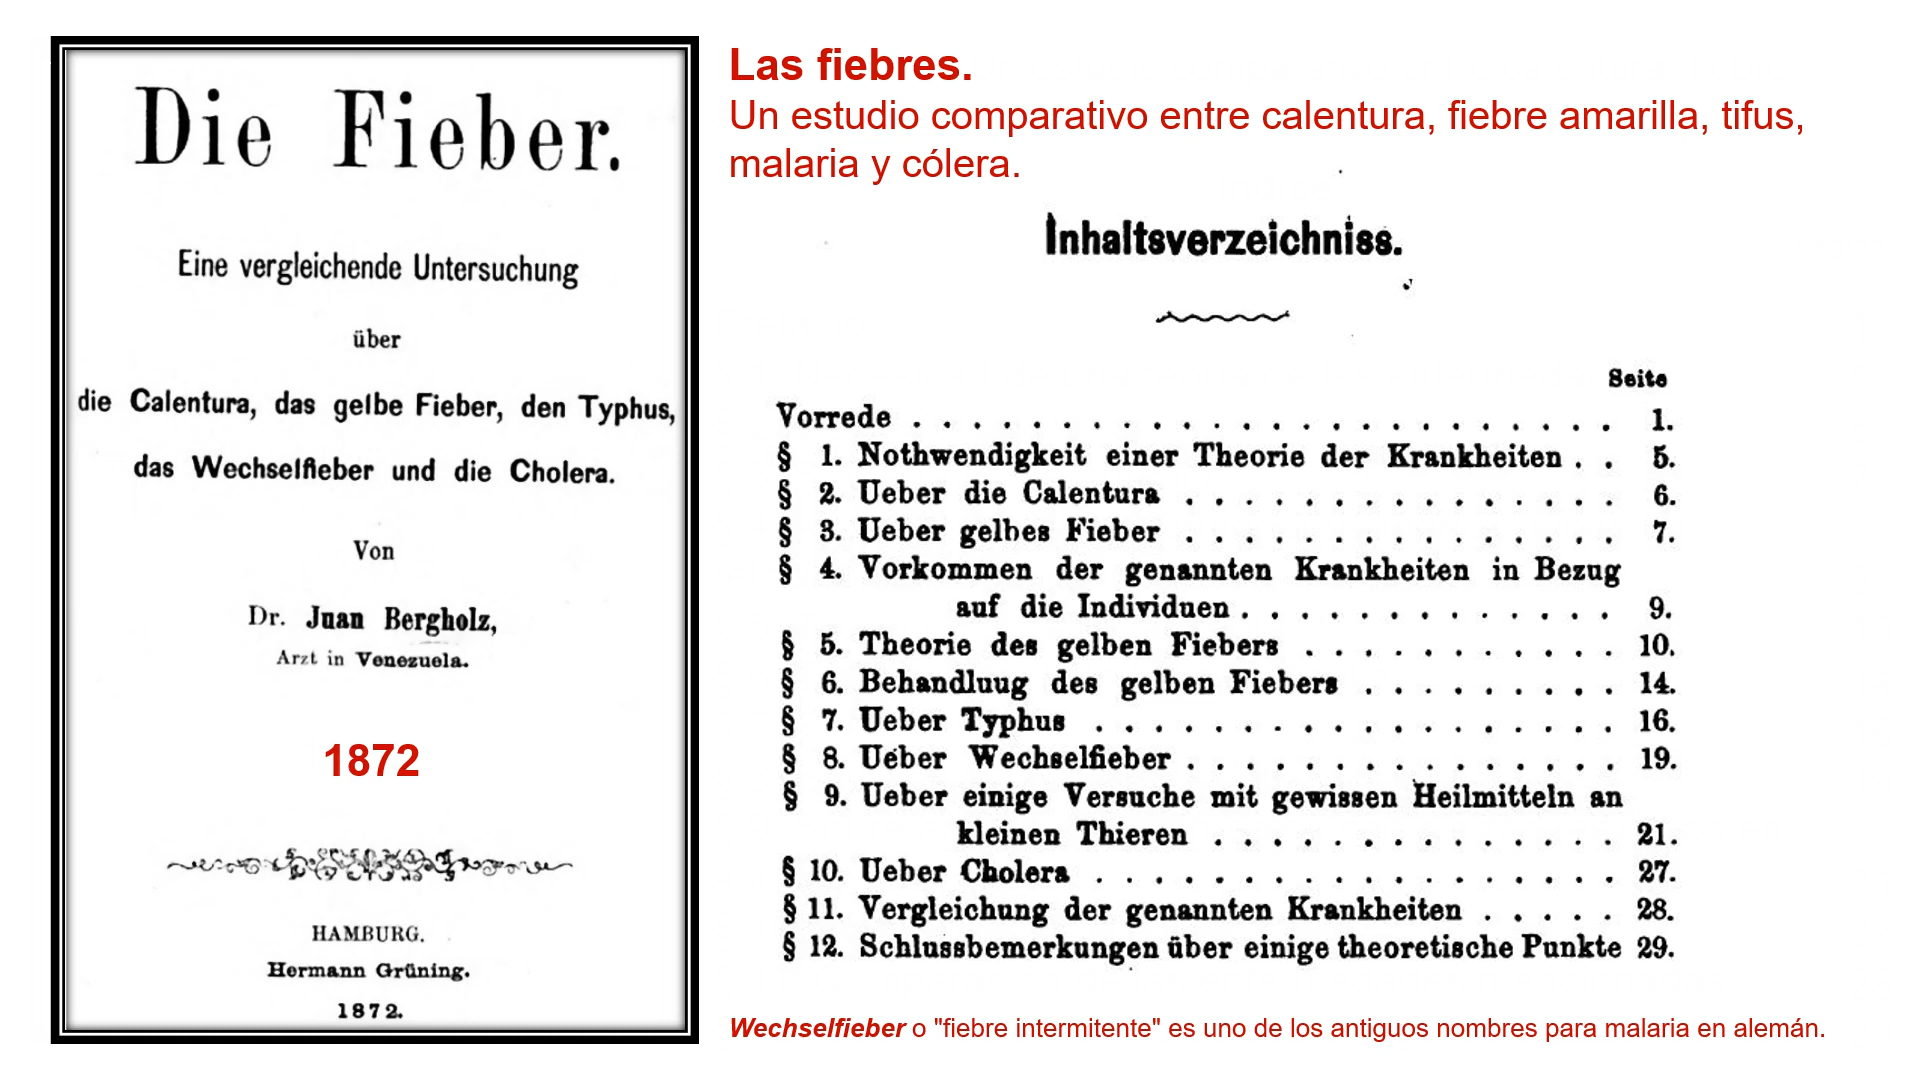 Die Fieber.
Eine vergleichende Untersuchung
über
die Calentura, das gelbe Fieber, den Typhus,
das Wechselfieber und die Cholera.
Von
Dr. Juan Bergholz,
Arzt in Venezuela.
1872
HAMBURG.
Hermann Grüning.
1872.
Las fiebres.
Un estudio comparativo entre calentura, fiebre amarilla, tifus,
malaria y cólera.
Inhaltsverzeichniss.
Seite
Vorrede . . . . . . . . . . . . . . . . . . . . . . . . 1.
§ 1. Nothwendigkeit einer Theorie der Krankheiten . . 5.
§ 2. Ueber die Calentura . . . . . . . . . . . . . . . 6.
§ 3. Ueber gelbes Fieber . . . . . . . . . . . . . . . 7.
§ 4. Vorkommen der genannten Krankheiten in Bezug
auf die Individuen . . . . . . . . . . . . . 9.
§ 5. Theorie des gelben Fiebers . . . . . . . . . . . 10.
§ 6. Behandluug des gelben Fiebers . . . . . . . . . 14.
§ 7. Ueber Typhus . . . . . . . . . . . . . . . . . . 16.
§ 8. Ueber Wechselfieber . . . . . . . . . . . . . . . 19.
§ 9. Ueber einige Versuche mit gewissen Heilmitteln an
kleinen Thieren . . . . . . . . . . . . . . 21.
§ 10. Ueber Cholera . . . . . . . . . . . . . . . . . . 27.
§ 11. Vergleichung der genannten Krankheiten . . . . . 28.
§ 12. Schlussbemerkungen über einige theoretische Punkte 29.
Wechselfieber o "fiebre intermitente" es uno de los antiguos nombres para malaria en alemán.